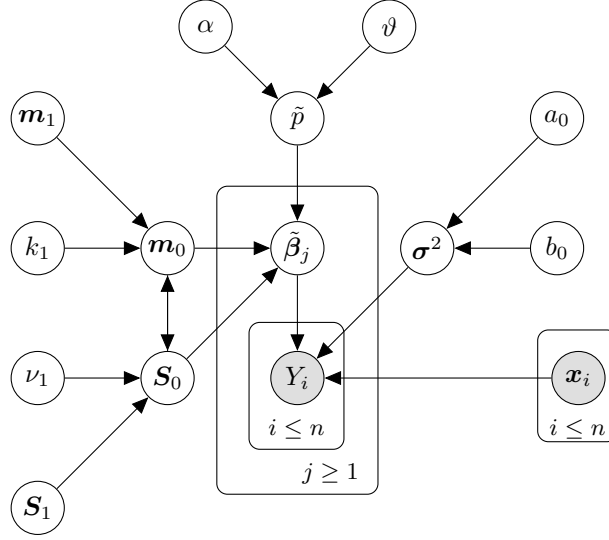 α ϑ
𝒎₁ p̃ a₀
k₁ 𝒎₀ β̃ⱼ 𝝈² b₀
ν₁ 𝑺₀ Yᵢ 𝒙ᵢ
i ≤ n i ≤ n
j ≥ 1
𝑺₁